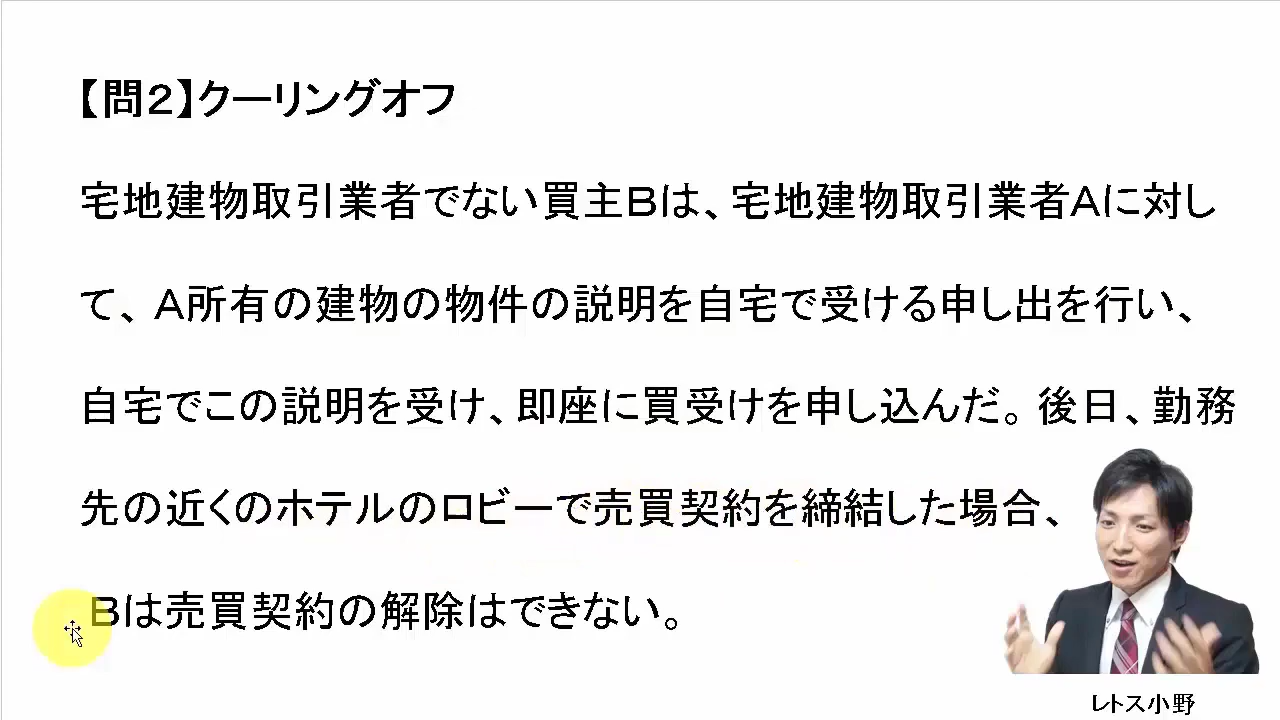 【問２】クーリングオフ
宅地建物取引業者でない買主Ｂは、宅地建物取引業者Ａに対し
て、Ａ所有の建物の物件の説明を自宅で受ける申し出を行い、
自宅でこの説明を受け、即座に買受けを申し込んだ。後日、勤務
先の近くのホテルのロビーで売買契約を締結した場合、
Ｂは売買契約の解除はできない。
レトス小野